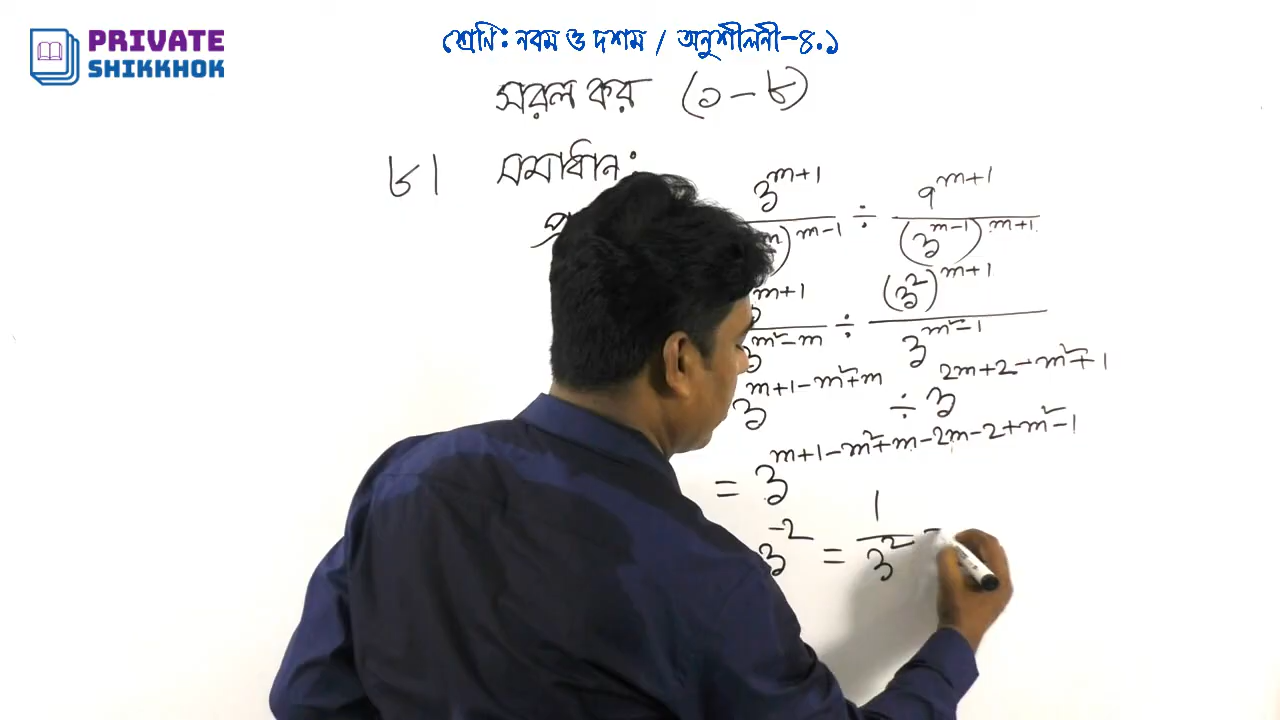 PRIVATE
SHIKKHOK
শ্রেণি: নবম ও দশম / অনুশীলনী-৪.১
সরল কর (১ – ৮)
৮। সমাধান:
3^{m+1} / )^{m-1} ÷ 9^{m+1} / (3^{m-1})^{m+1}
^{m+1} / 3^{m²-m} ÷ (3²)^{m+1} / 3^{m²-1}
3^{m+1-m²+m} ÷ 3^{2m+2-m²+1}
= 3^{m+1-m²+m-2m-2+m²-1}
3^{-2} = 1 / 3²